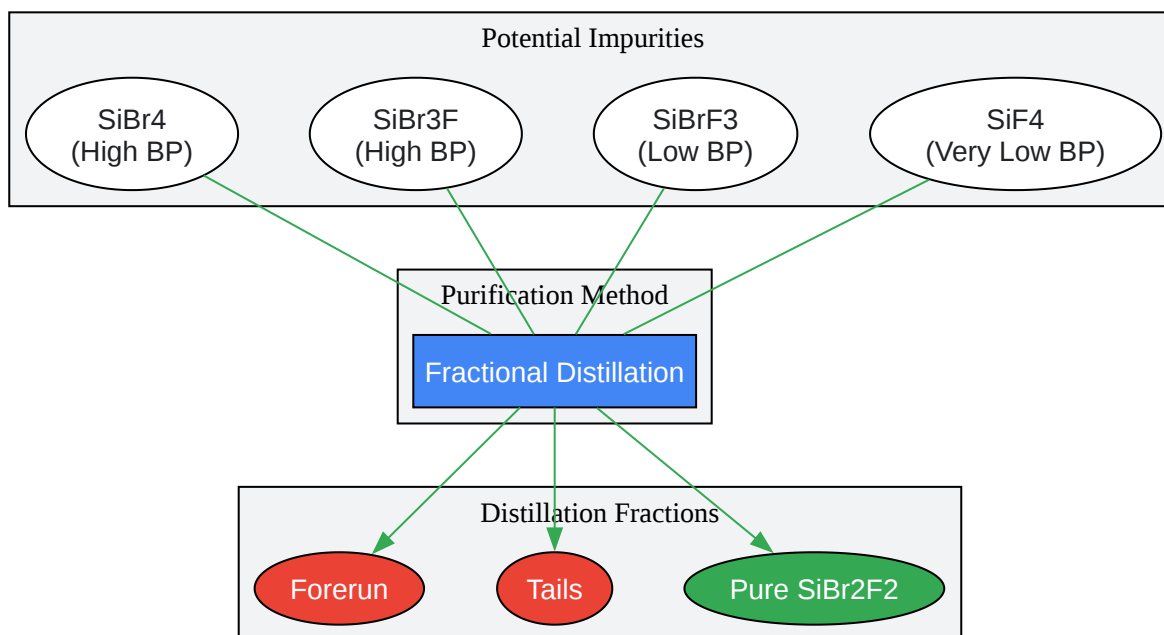 Potential Impurities
SiBr4
(High BP)
SiBr3F
(High BP)
SiBrF3
(Low BP)
SiF4
(Very Low BP)
Purification Method
Fractional Distillation
Distillation Fractions
Forerun
Tails
Pure SiBr2F2